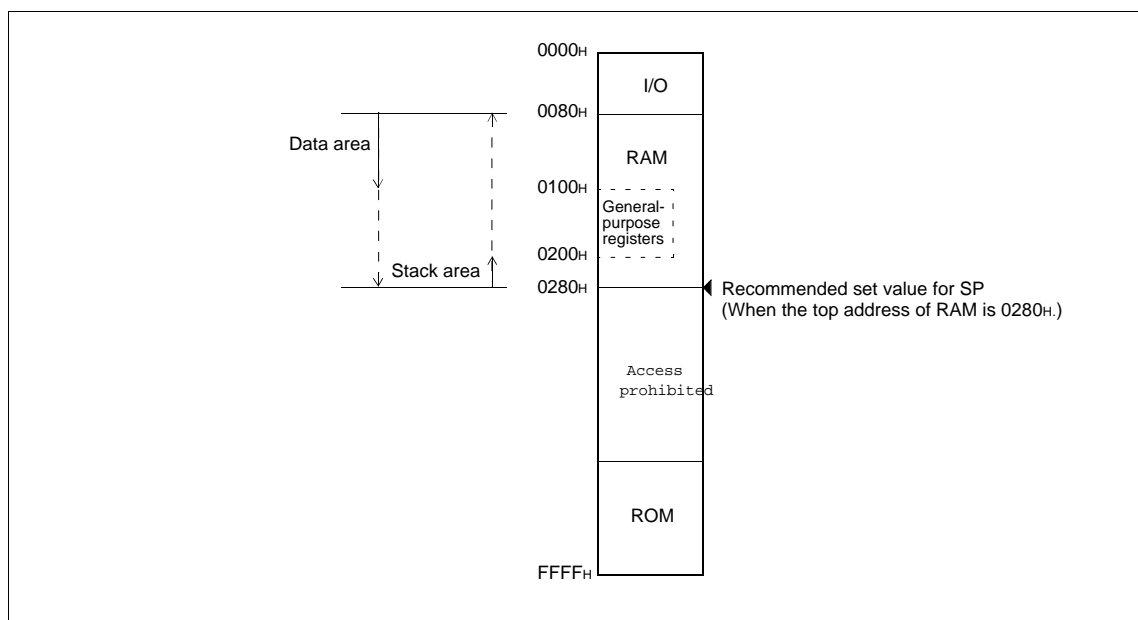 0000H
I/O
0080H
Data area
RAM
0100H
General-
purpose
registers
0200H
Stack area
0280H
Recommended set value for SP
(When the top address of RAM is 0280H.)
Access
prohibited
ROM
FFFFH